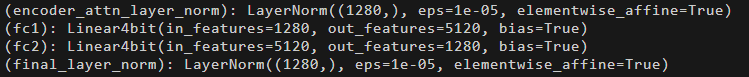 (encoder_attn_layer_norm): LayerNorm((1280,), eps=1e-05, elementwise_affine=True)
(fc1): Linear4bit(in_features=1280, out_features=5120, bias=True)
(fc2): Linear4bit(in_features=5120, out_features=1280, bias=True)
(final_layer_norm): LayerNorm((1280,), eps=1e-05, elementwise_affine=True)